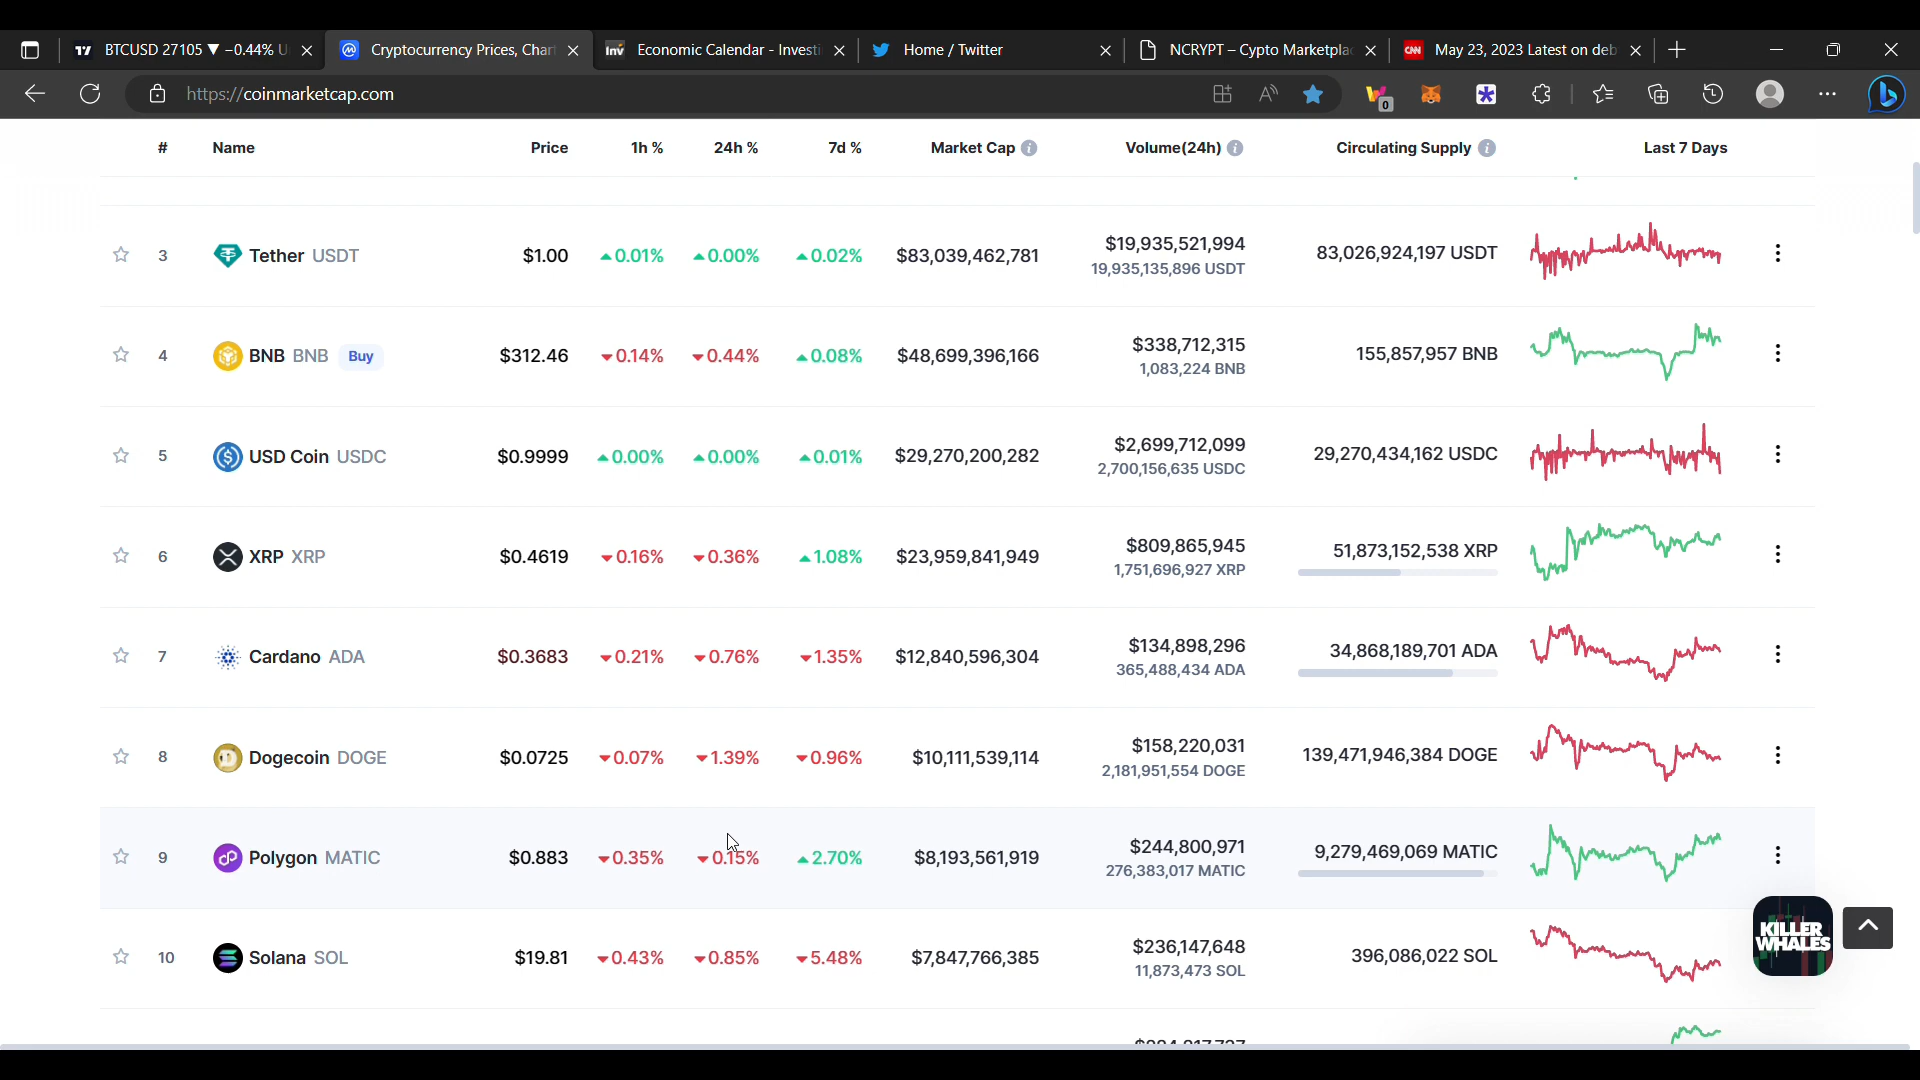 BTCUSD 27105 ▼ −0.44% U
Cryptocurrency Prices, Chart
Inv
Economic Calendar - Investi
Home / Twitter
NCRYPT – Cypto Marketplac
CNN
May 23, 2023 Latest on deb
https://coinmarketcap.com
0
# Name Price 1h % 24h % 7d % Market Cap Volume(24h) Circulating Supply Last 7 Days
3 Tether USDT $1.00 0.01% 0.00% 0.02% $83,039,462,781 $19,935,521,994 83,026,924,197 USDT
19,935,135,896 USDT
4 BNB BNB Buy $312.46 0.14% 0.44% 0.08% $48,699,396,166 $338,712,315 155,857,957 BNB
1,083,224 BNB
5 USD Coin USDC $0.9999 0.00% 0.00% 0.01% $29,270,200,282 $2,699,712,099 29,270,434,162 USDC
2,700,156,635 USDC
6 XRP XRP $0.4619 0.16% 0.36% 1.08% $23,959,841,949 $809,865,945 51,873,152,538 XRP
1,751,696,927 XRP
7 Cardano ADA $0.3683 0.21% 0.76% 1.35% $12,840,596,304 $134,898,296 34,868,189,701 ADA
365,488,434 ADA
8 Dogecoin DOGE $0.0725 0.07% 1.39% 0.96% $10,111,539,114 $158,220,031 139,471,946,384 DOGE
2,181,951,554 DOGE
9 Polygon MATIC $0.883 0.35% 0.15% 2.70% $8,193,561,919 $244,800,971 9,279,469,069 MATIC
276,383,017 MATIC
10 Solana SOL $19.81 0.43% 0.85% 5.48% $7,847,766,385 $236,147,648 396,086,022 SOL
11,873,473 SOL
KILLER
WHALES